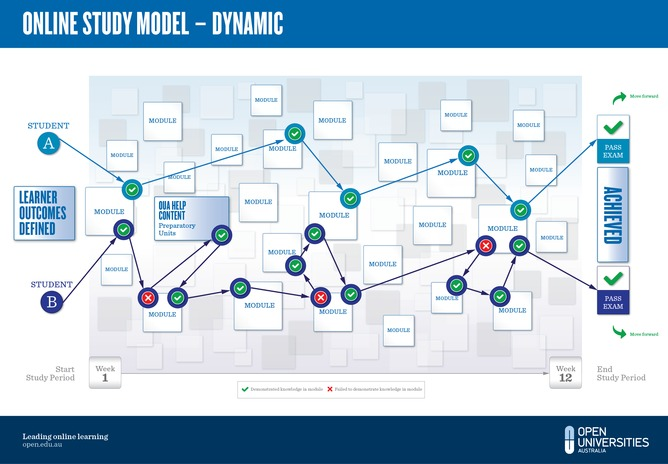 ONLINE STUDY MODEL – DYNAMIC
Move forward
MODULE
MODULE
MODULE
MODULE
MODULE
STUDENT
A
MODULE
MODULE
MODULE
MODULE
PASS
EXAM
MODULE
MODULE
MODULE
MODULE
LEARNER
OUTCOMES
DEFINED
MODULE
OUA HELP
CONTENT
Preparatory
Units
MODULE
MODULE
MODULE
MODULE
MODULE
ACHIEVED
MODULE
MODULE
MODULE
STUDENT
B
MODULE
MODULE
MODULE
MODULE
MODULE
PASS
EXAM
MODULE
Move forward
Start
Study Period
Week
1
Week
12
End
Study Period
Demonstrated knowledge in module
Failed to demonstrate knowledge in module
Leading online learning
open.edu.au
OPEN
UNIVERSITIES
AUSTRALIA